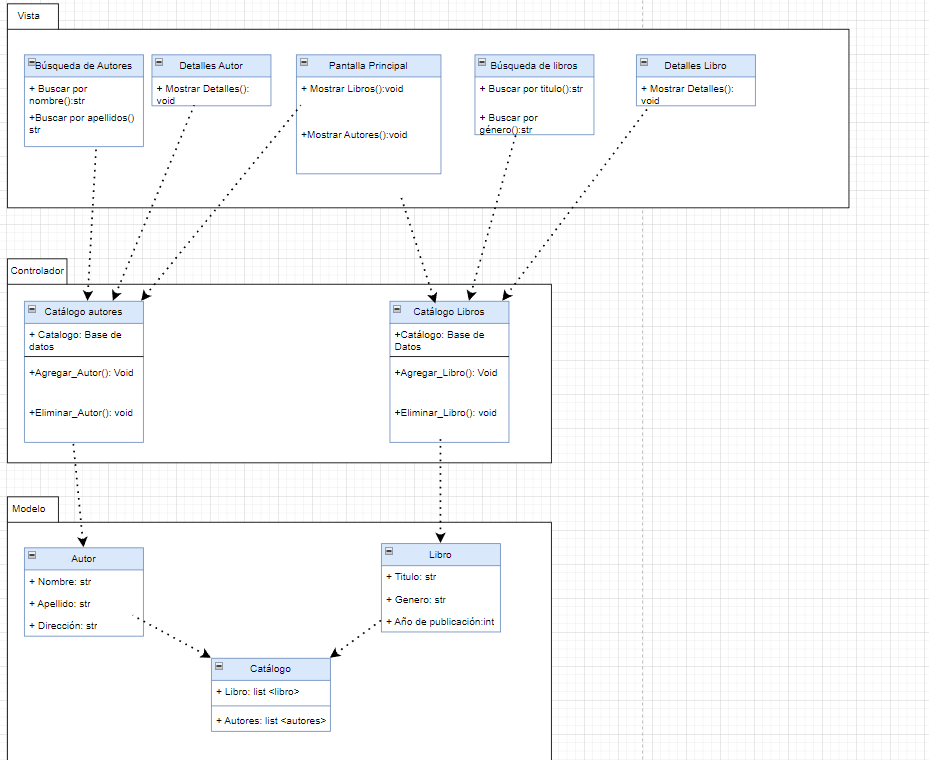 Vista
Búsqueda de Autores
+ Buscar por
nombre():str
+Buscar por apellidos()
str
Detalles Autor
+ Mostrar Detalles():
void
Pantalla Principal
+ Mostrar Libros():void
+Mostrar Autores():void
Búsqueda de libros
+ Buscar por titulo():str
+ Buscar por
género():str
Detalles Libro
+ Mostrar Detalles():
void
Controlador
Catálogo autores
+ Catalogo: Base de
datos
+Agregar_Autor(): Void
+Eliminar_Autor(): void
Catálogo Libros
+Catálogo: Base de
Datos
+Agregar_Libro(): Void
+Eliminar_Libro(): void
Modelo
Autor
+ Nombre: str
+ Apellido: str
+ Dirección: str
Libro
+ Titulo: str
+ Genero: str
+ Año de publicación:int
Catálogo
+ Libro: list <libro>
+ Autores: list <autores>